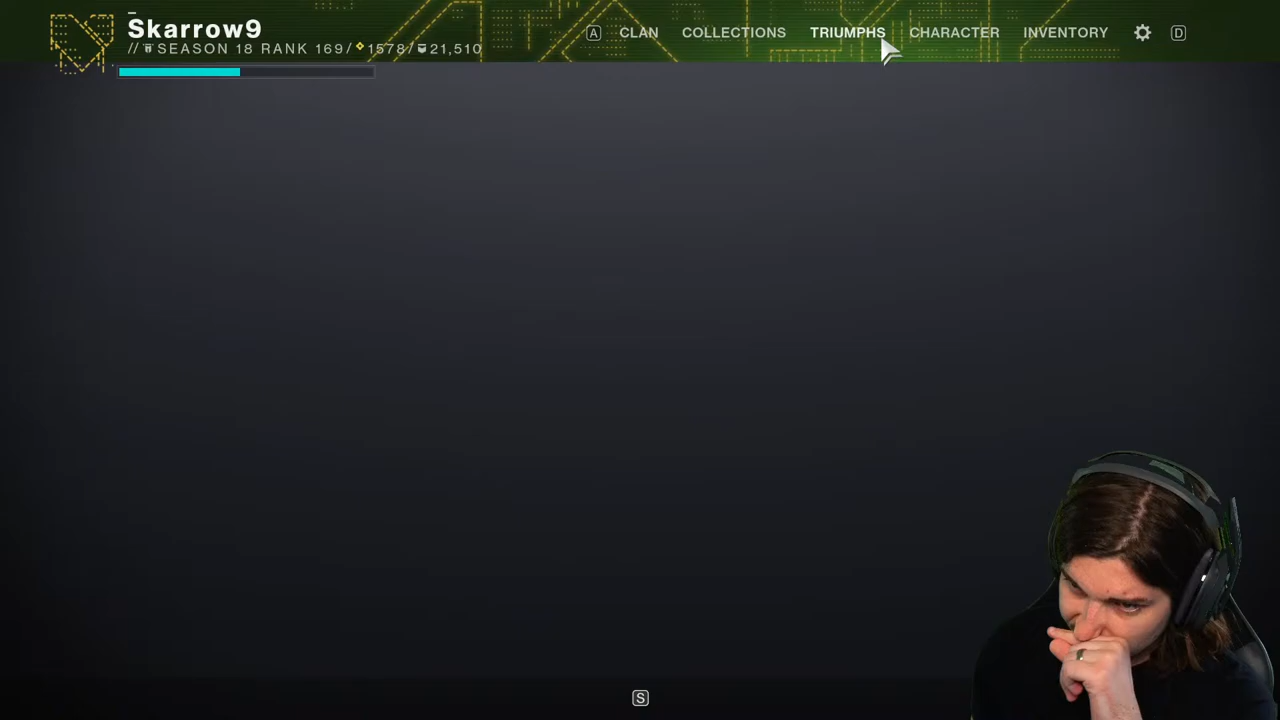 Skarrow9
// SEASON 18 RANK 169/ 1578/ 21,510
A CLAN COLLECTIONS TRIUMPHS CHARACTER INVENTORY D
S